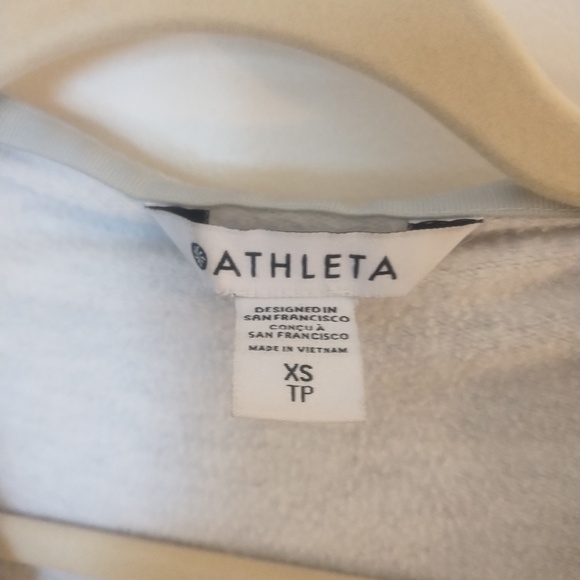 ATHLETA
DESIGNED IN
SAN FRANCISCO
CONÇU À
SAN FRANCISCO
MADE IN VIETNAM
XS
TP